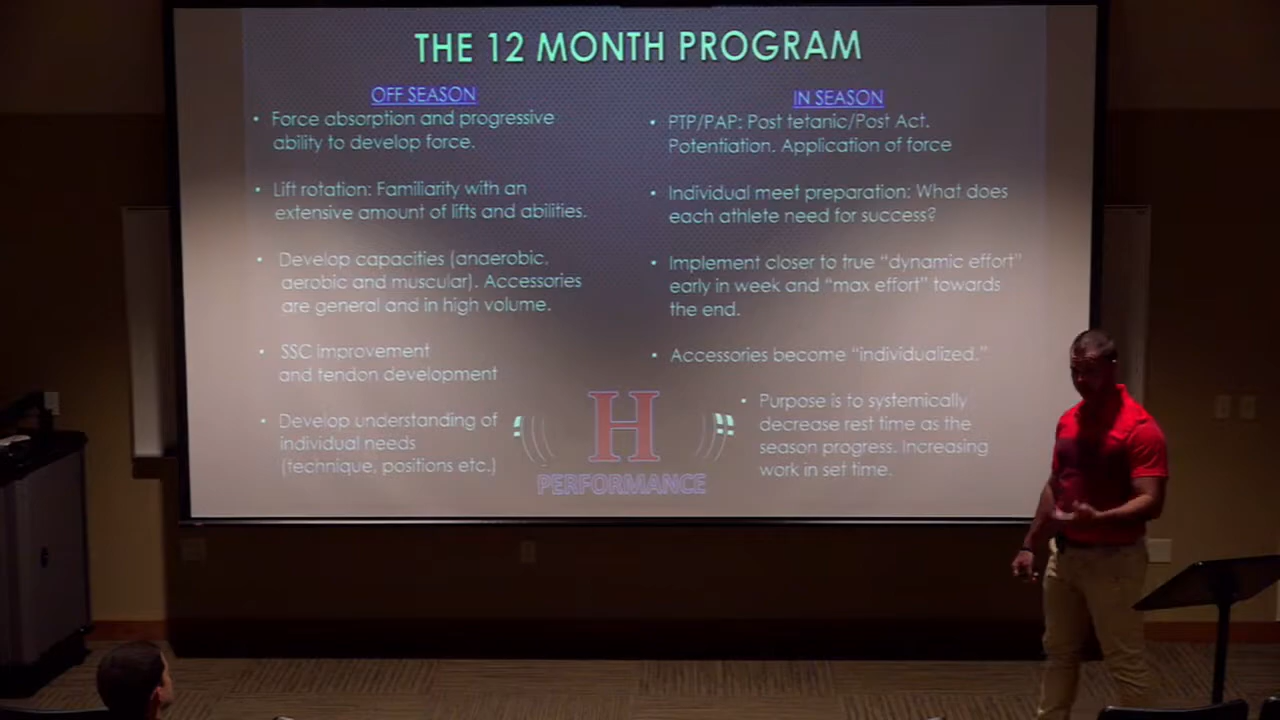 THE 12 MONTH PROGRAM
OFF SEASON
• Force absorption and progressive
ability to develop force.
• Lift rotation: Familiarity with an
extensive amount of lifts and abilities.
• Develop capacities (anaerobic,
aerobic and muscular). Accessories
are general and in high volume.
• SSC improvement
and tendon development
• Develop understanding of
individual needs
(technique, positions etc.)
IN SEASON
• PTP/PAP: Post tetanic/Post Act.
Potentiation. Application of force
• Individual meet preparation: What does
each athlete need for success?
• Implement closer to true "dynamic effort"
early in week and "max effort" towards
the end.
• Accessories become "individualized."
• Purpose is to systemically
decrease rest time as the
season progress. Increasing
work in set time.
H
PERFORMANCE